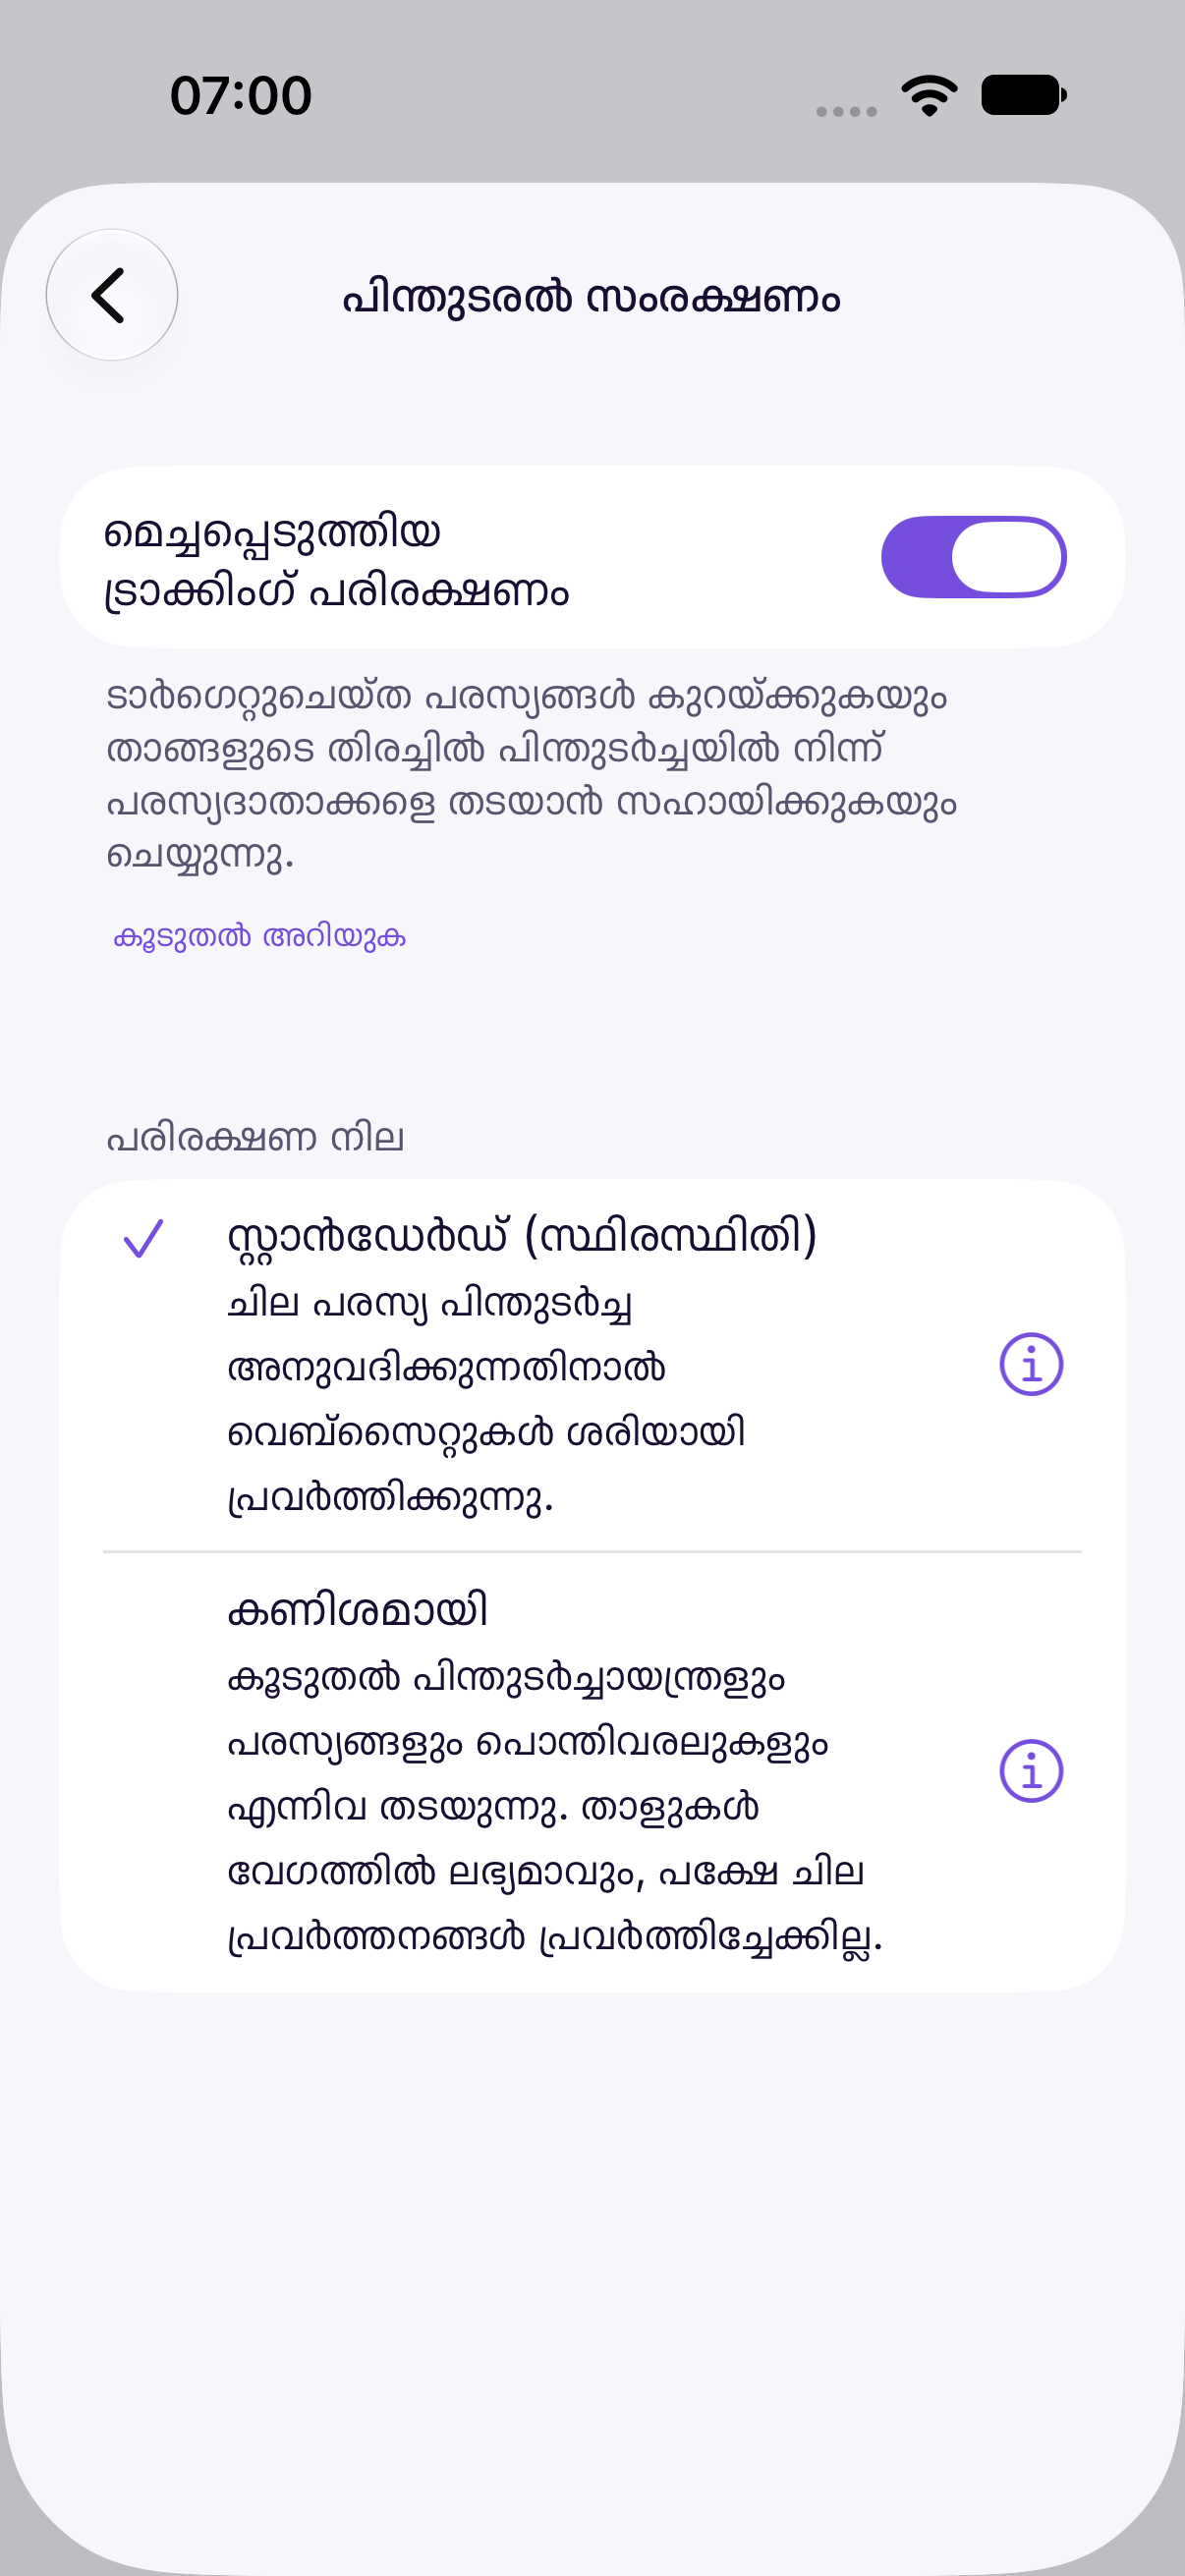 07:00
പിന്തുടരൽ സംരക്ഷണം
മെച്ചപ്പെടുത്തിയ
ട്രാക്കിംഗ് പരിരക്ഷണം
ടാർഗെറ്റുചെയ്ത പരസ്യങ്ങൾ കുറയ്ക്കുകയും
താങ്ങളുടെ തിരച്ചിൽ പിന്തുടർച്ചയിൽ നിന്ന്
പരസ്യദാതാക്കളെ തടയാൻ സഹായിക്കുകയും
ചെയ്യുന്നു.
കൂടുതൽ അറിയുക
പരിരക്ഷണ നില
സ്റ്റാൻഡേർഡ് (സ്ഥിരസ്ഥിതി)
ചില പരസ്യ പിന്തുടർച്ച
അനുവദിക്കുന്നതിനാൽ
വെബ്സൈറ്റുകൾ ശരിയായി
പ്രവർത്തിക്കുന്നു.
കണിശമായി
കൂടുതൽ പിന്തുടർച്ചായന്ത്രളും
പരസ്യങ്ങളും പൊന്തിവരലുകളും
എന്നിവ തടയുന്നു. താളുകൾ
വേഗത്തിൽ ലഭ്യമാവും, പക്ഷേ ചില
പ്രവർത്തനങ്ങൾ പ്രവർത്തിച്ചേക്കില്ല.